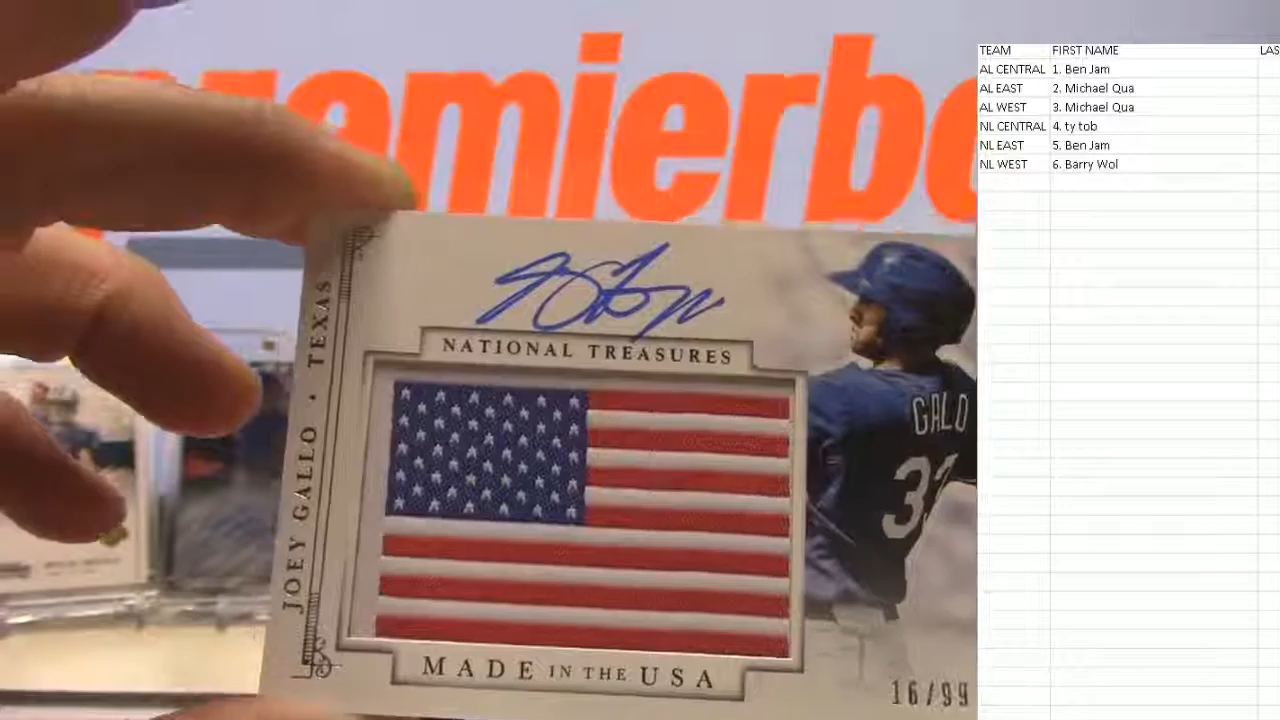 premierb
TEAM FIRST NAME LAS
AL CENTRAL 1. Ben Jam
AL EAST 2. Michael Qua
AL WEST 3. Michael Qua
NL CENTRAL 4. ty tob
NL EAST 5. Ben Jam
NL WEST 6. Barry Wol
JOEY GALLO · TEXAS
NATIONAL TREASURES
MADE IN THE USA
GALLO
16/99